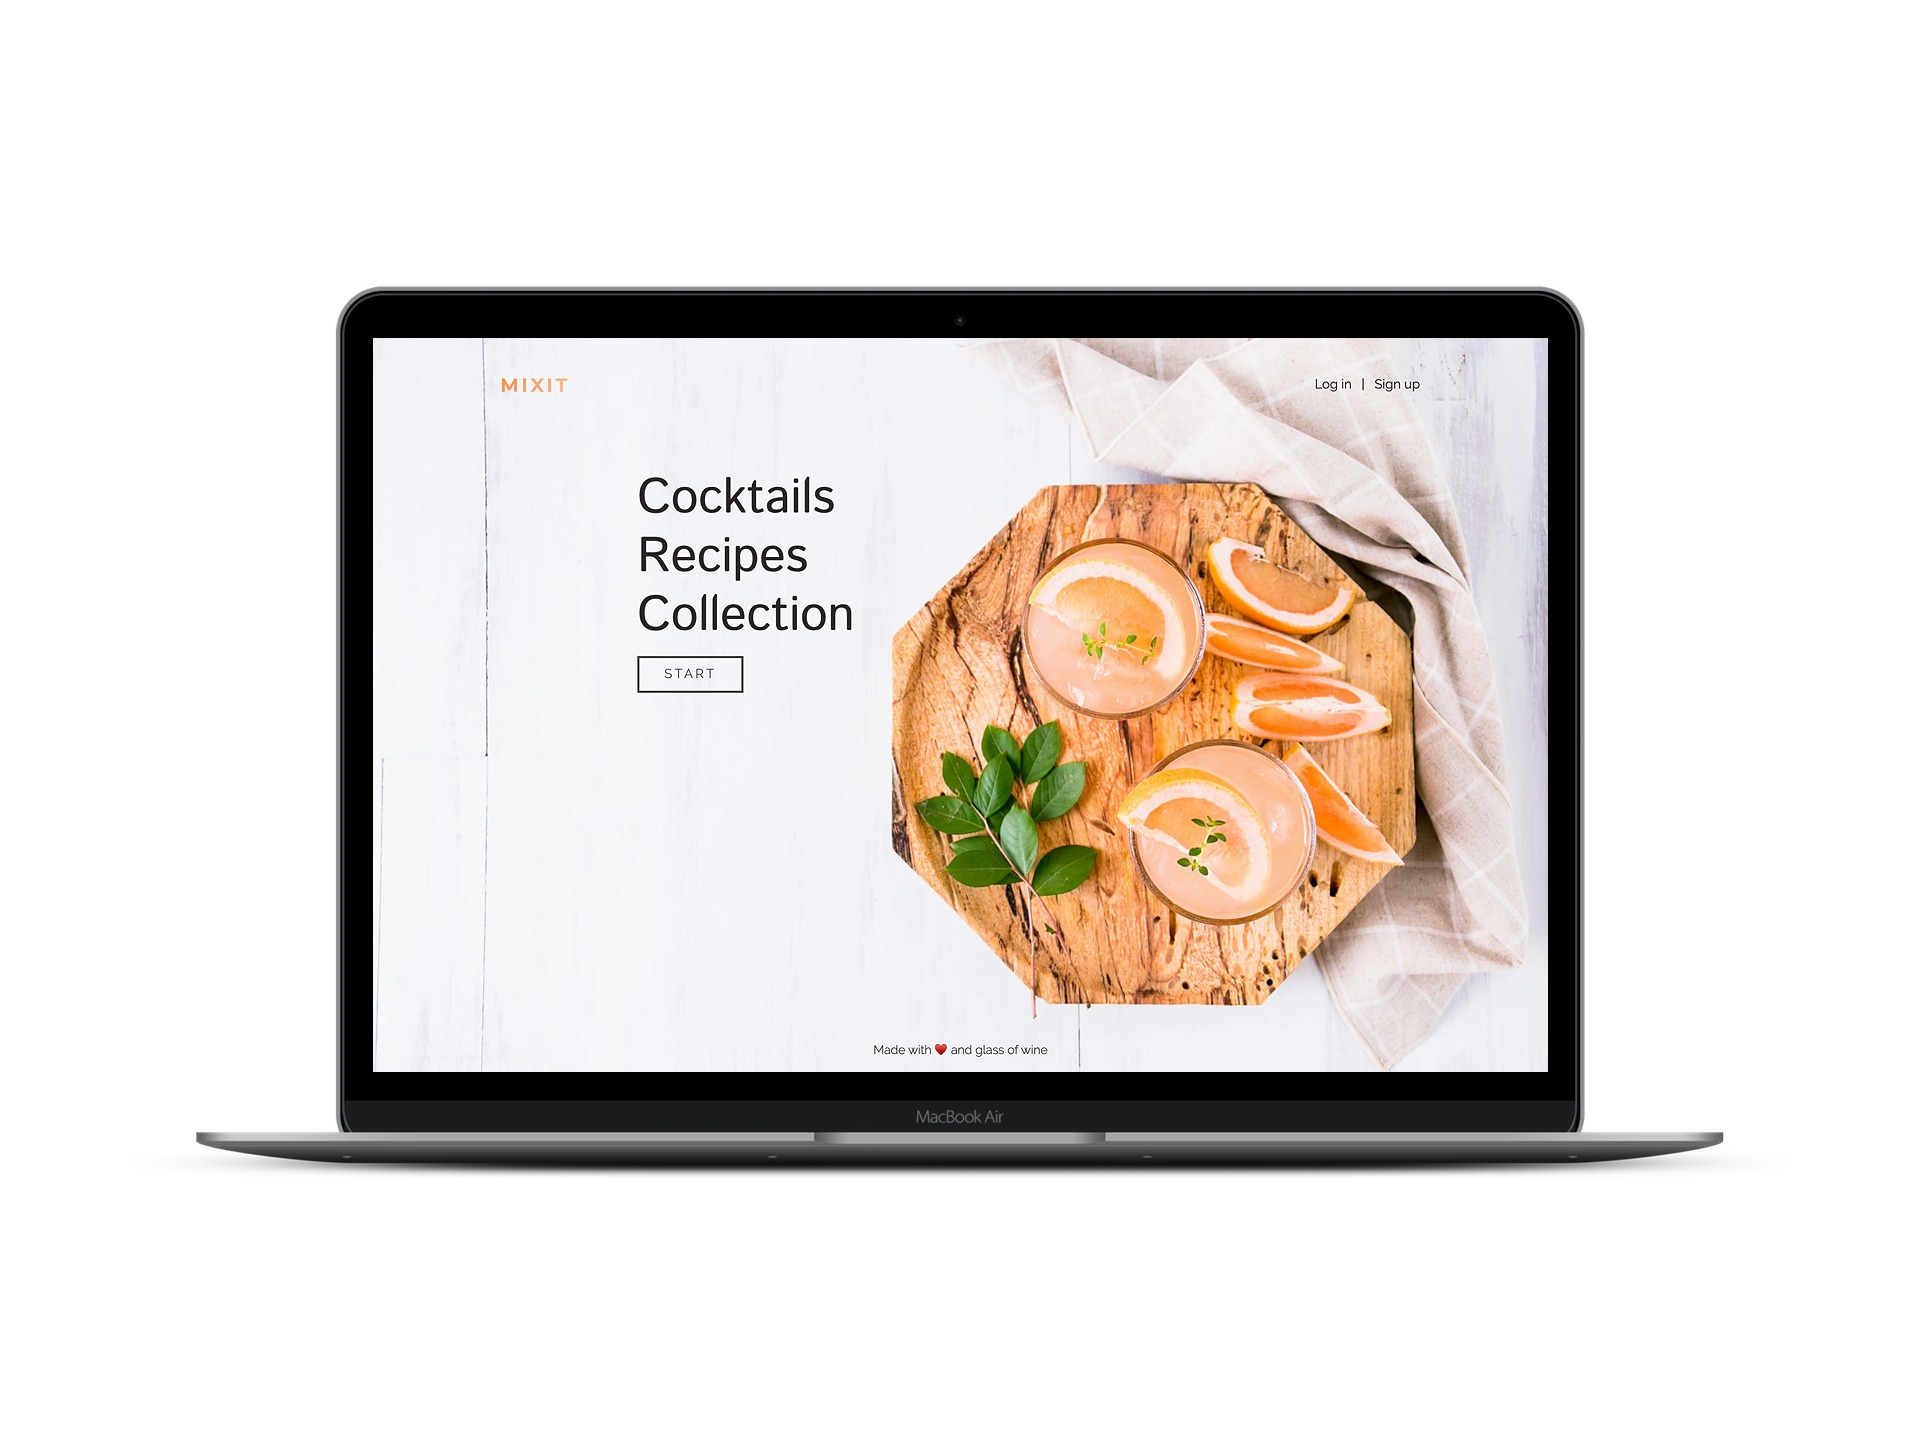 MIXIT
Log in | Sign up
Cocktails
Recipes
Collection
START
Made with ❤️ and glass of wine
MacBook Air